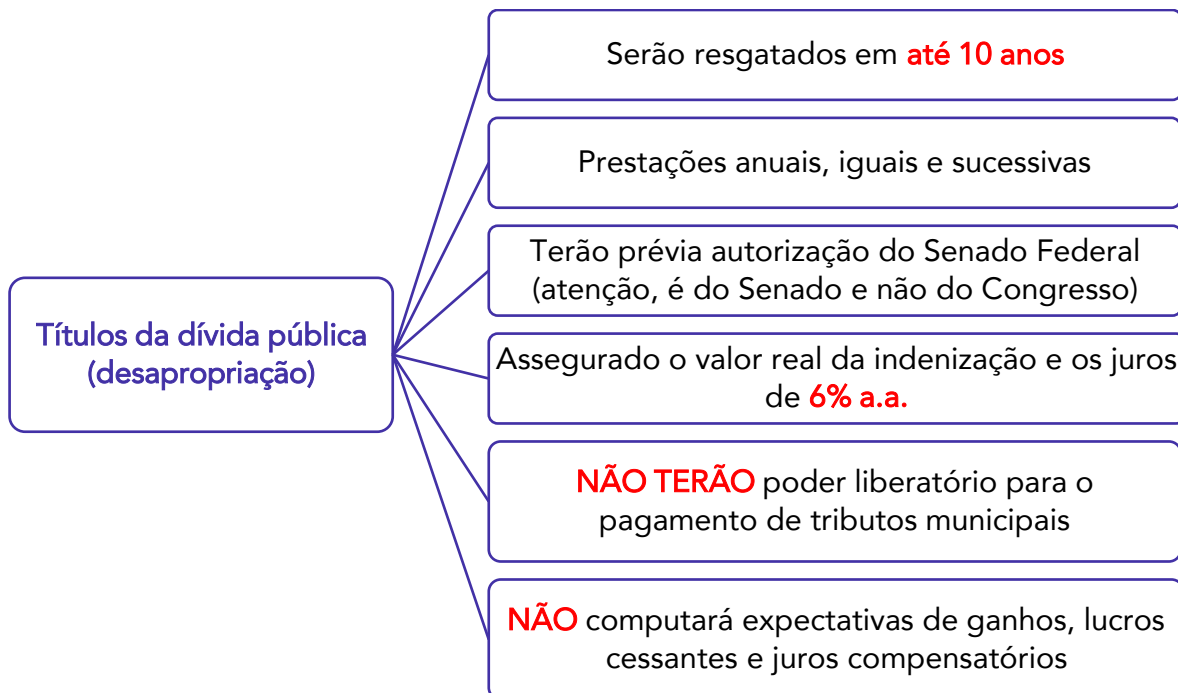 Títulos da dívida pública
(desapropriação)
Serão resgatados em até 10 anos
Prestações anuais, iguais e sucessivas
Terão prévia autorização do Senado Federal
(atenção, é do Senado e não do Congresso)
Assegurado o valor real da indenização e os juros
de 6% a.a.
NÃO TERÃO poder liberatório para o
pagamento de tributos municipais
NÃO computará expectativas de ganhos, lucros
cessantes e juros compensatórios